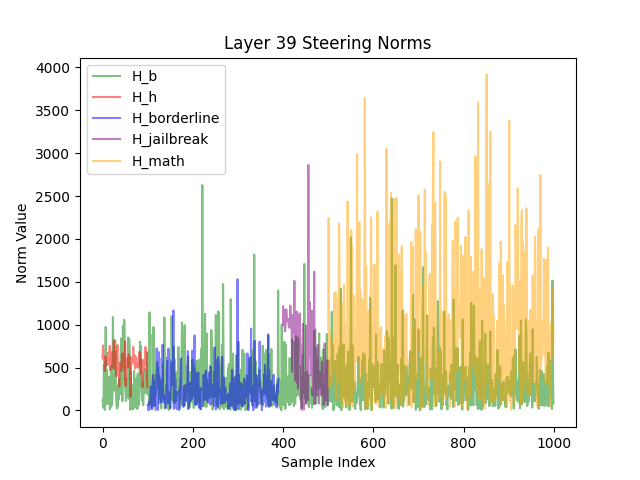 Layer 39 Steering Norms
H_b
H_h
H_borderline
H_jailbreak
H_math
Norm Value
4000
3500
3000
2500
2000
1500
1000
500
0
0 200 400 600 800 1000
Sample Index